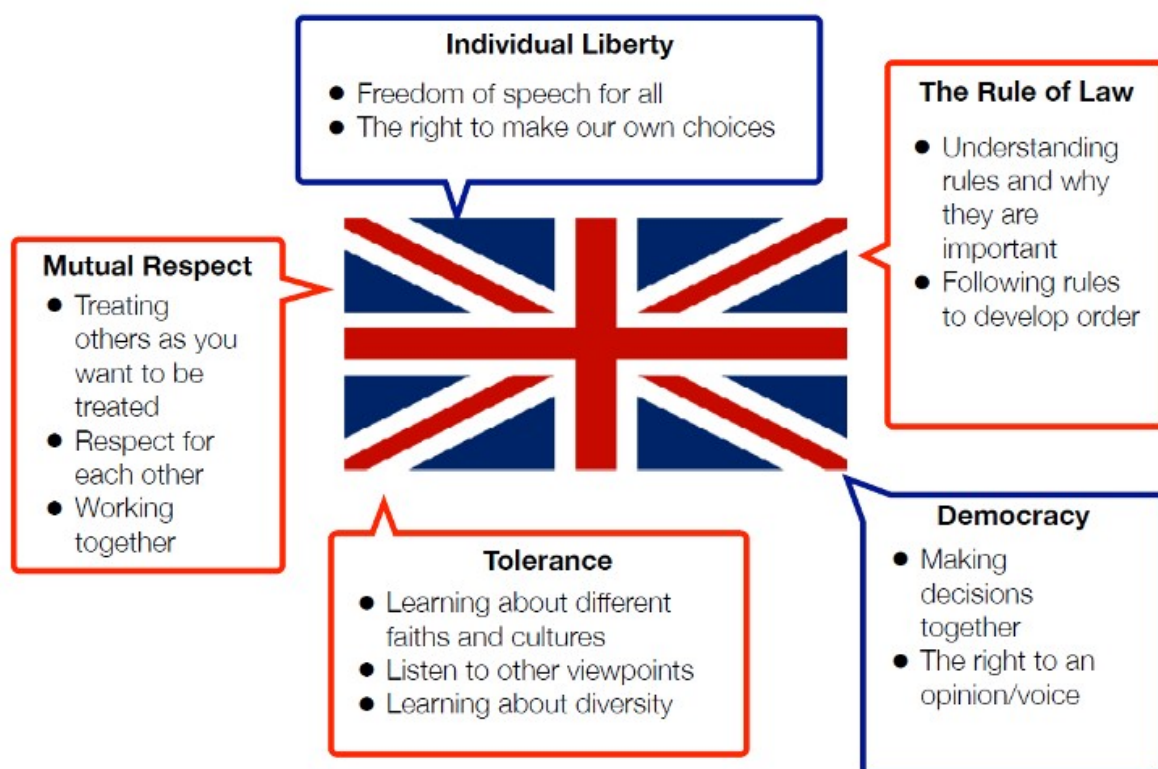 Individual Liberty
● Freedom of speech for all
● The right to make our own choices
The Rule of Law
● Understanding
rules and why
they are
important
● Following rules
to develop order
Mutual Respect
● Treating
others as you
want to be
treated
● Respect for
each other
● Working
together
Tolerance
● Learning about different
faiths and cultures
● Listen to other viewpoints
● Learning about diversity
Democracy
● Making
decisions
together
● The right to an
opinion/voice